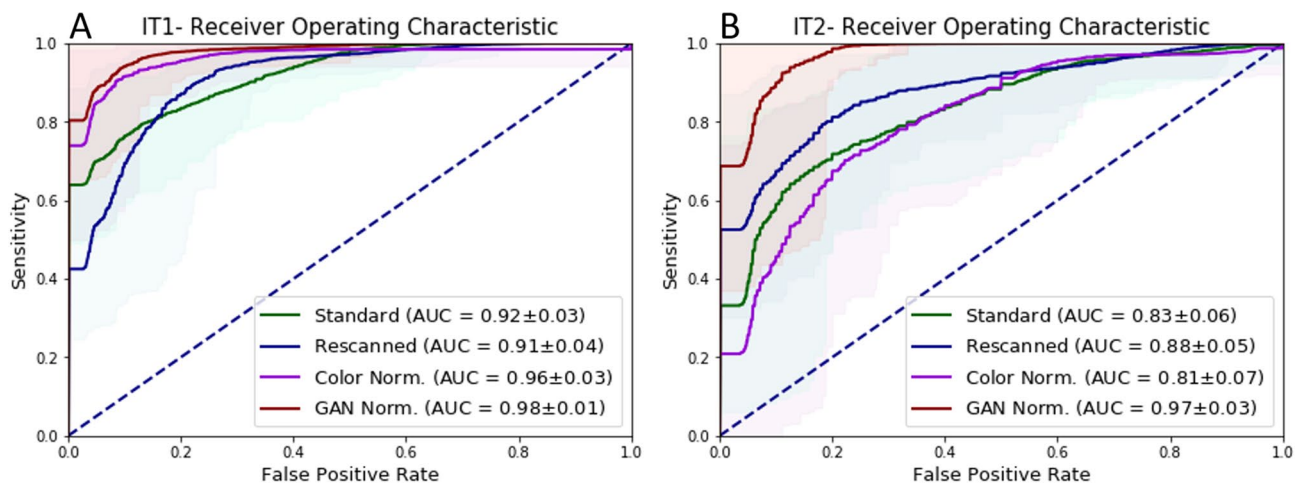 A IT1- Receiver Operating Characteristic
1.0
0.8
0.6
0.4
0.2
0.0
Sensitivity
Standard (AUC = 0.92±0.03)
Rescanned (AUC = 0.91±0.04)
Color Norm. (AUC = 0.96±0.03)
GAN Norm. (AUC = 0.98±0.01)
0.0 0.2 0.4 0.6 0.8 1.0
False Positive Rate
B IT2- Receiver Operating Characteristic
1.0
0.8
0.6
0.4
0.2
0.0
Sensitivity
Standard (AUC = 0.83±0.06)
Rescanned (AUC = 0.88±0.05)
Color Norm. (AUC = 0.81±0.07)
GAN Norm. (AUC = 0.97±0.03)
0.0 0.2 0.4 0.6 0.8 1.0
False Positive Rate